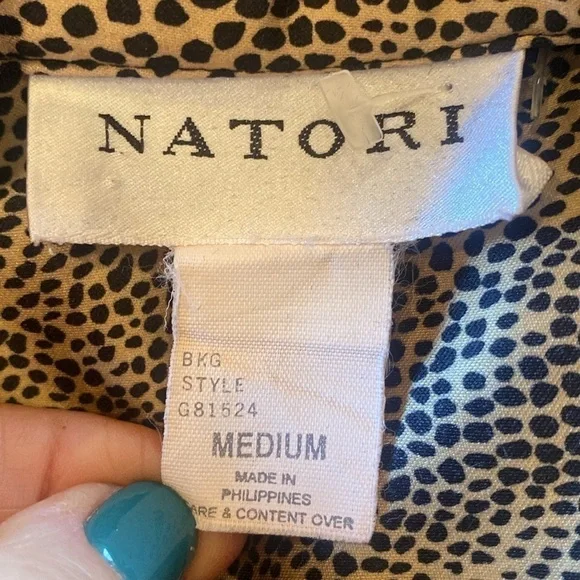 NATORI
BKG
STYLE
G81524
MEDIUM
MADE IN
PHILIPPINES
ARE & CONTENT OVER